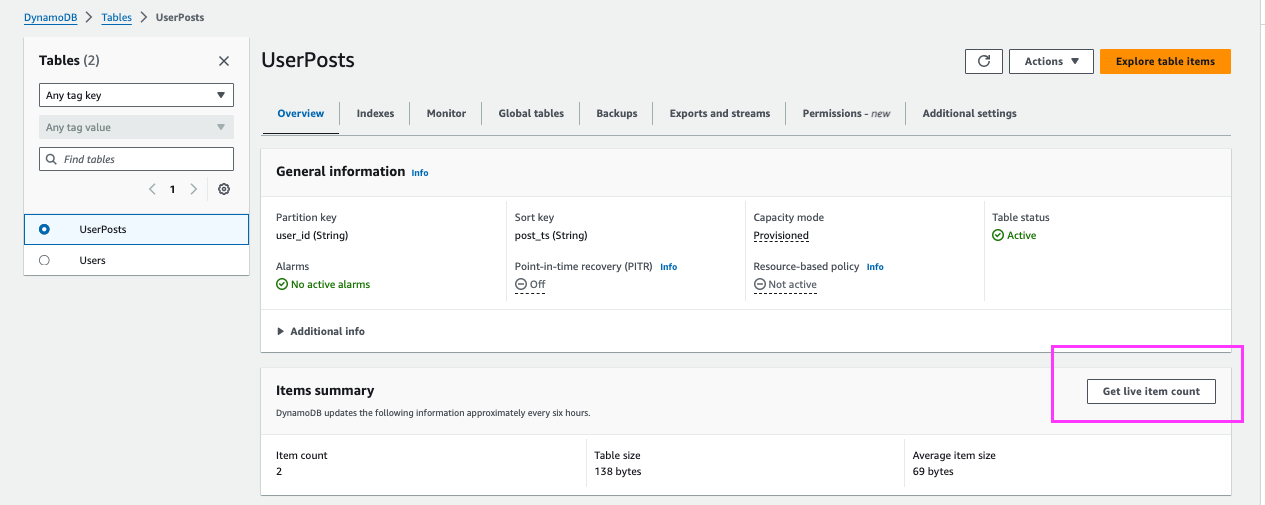 DynamoDB > Tables > UserPosts
Tables (2)
Any tag key
Any tag value
Find tables
1
UserPosts
Users
UserPosts
Actions
Explore table items
Overview
Indexes
Monitor
Global tables
Backups
Exports and streams
Permissions - new
Additional settings
General information Info
Partition key
user_id (String)
Sort key
post_ts (String)
Capacity mode
Provisioned
Table status
Active
Alarms
No active alarms
Point-in-time recovery (PITR) Info
Off
Resource-based policy Info
Not active
Additional info
Items summary
Get live item count
DynamoDB updates the following information approximately every six hours.
Item count
2
Table size
138 bytes
Average item size
69 bytes